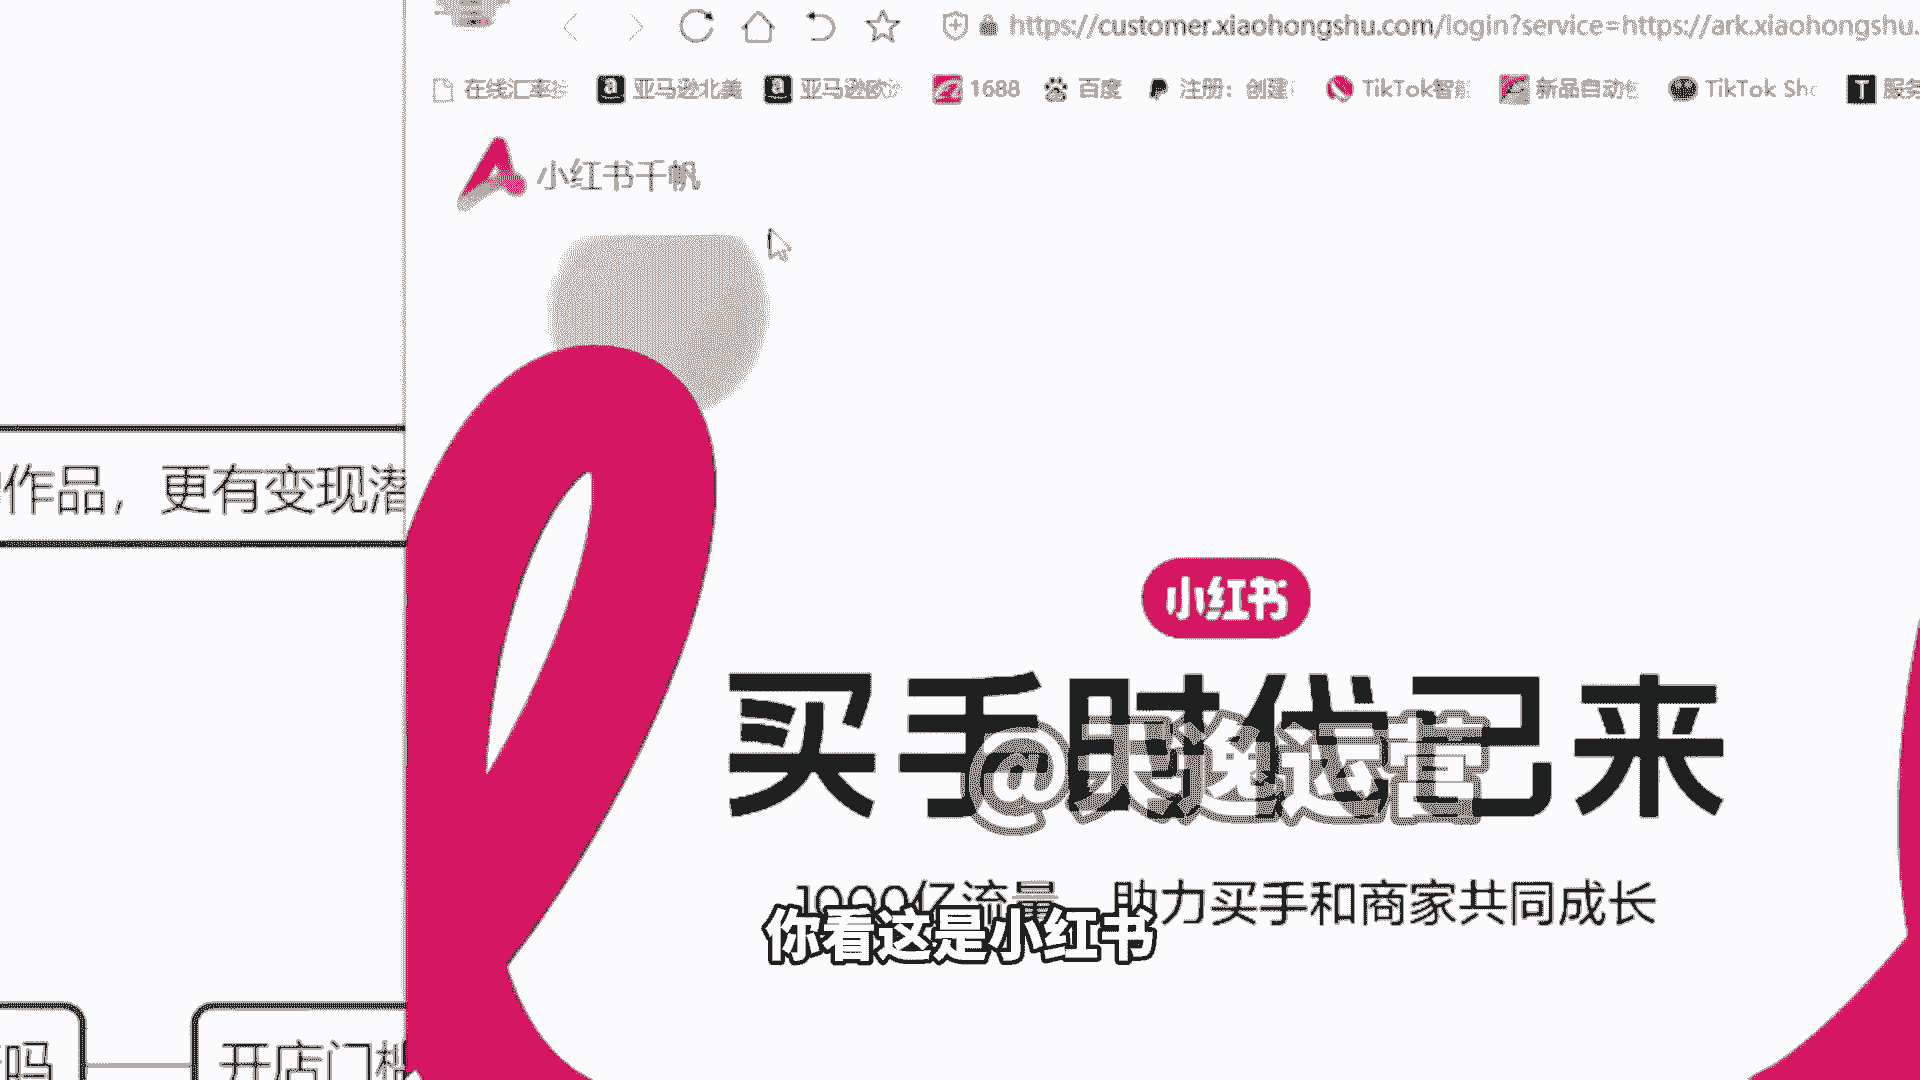 https://customer.xiaohongshu.com/login?service=https://ark.xiaohongshu.
在线汇率
亚马逊北美
亚马逊欧
1688
百度
注册：创建
TikTok智能
新品自动
TikTok Sh
服务
小红书千帆
作品，更有变现潜
小红书
买手时代已来
@天逸运营
1000亿流量 助力买手和商家共同成长
你看这是小红书
吗
开店门槛